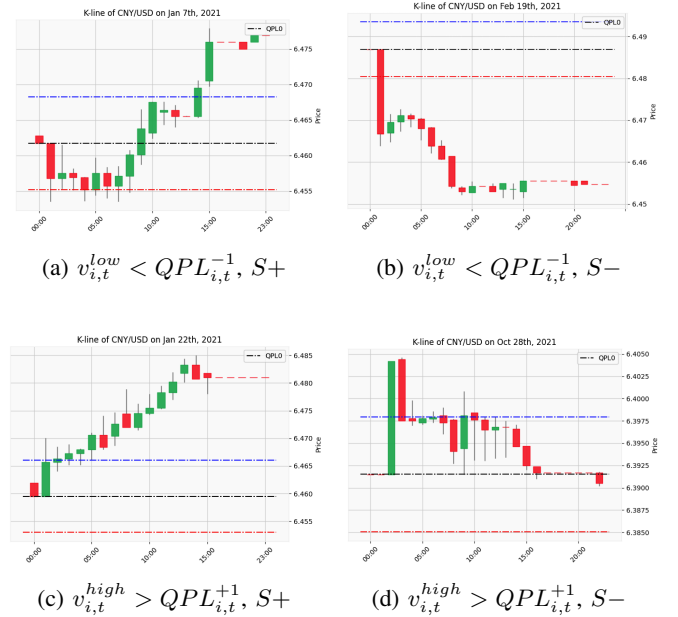 K-line of CNY/USD on Jan 7th, 2021
QPL0
6.475
6.470
6.465
6.460
6.455
Price
00:00
05:00
10:00
15:00
23:00
(a) $v_{i,t}^{low} < QPL_{i,t}^{-1}$, S+
K-line of CNY/USD on Feb 19th, 2021
QPL0
6.49
6.48
6.47
6.46
6.45
Price
00:00
05:00
10:00
15:00
20:00
(b) $v_{i,t}^{low} < QPL_{i,t}^{-1}$, S−
K-line of CNY/USD on Jan 22th, 2021
QPL0
6.485
6.480
6.475
6.470
6.465
6.460
6.455
Price
00:00
05:00
10:00
15:00
20:00
(c) $v_{i,t}^{high} > QPL_{i,t}^{+1}$, S+
K-line of CNY/USD on Oct 28th, 2021
QPL0
6.4050
6.4025
6.4000
6.3975
6.3950
6.3925
6.3900
6.3875
6.3850
Price
00:00
05:00
10:00
15:00
20:00
(d) $v_{i,t}^{high} > QPL_{i,t}^{+1}$, S−